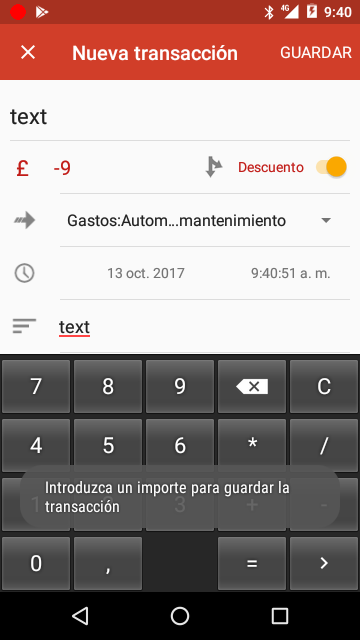 4G 9:40
Nueva transacción GUARDAR
text
£ -9 Descuento
Gastos:Autom...mantenimiento
13 oct. 2017 9:40:51 a. m.
text
7 8 9 C
4 5 6 * /
1 3 + -
Introduzca un importe para guardar la
transacción
0 , = >